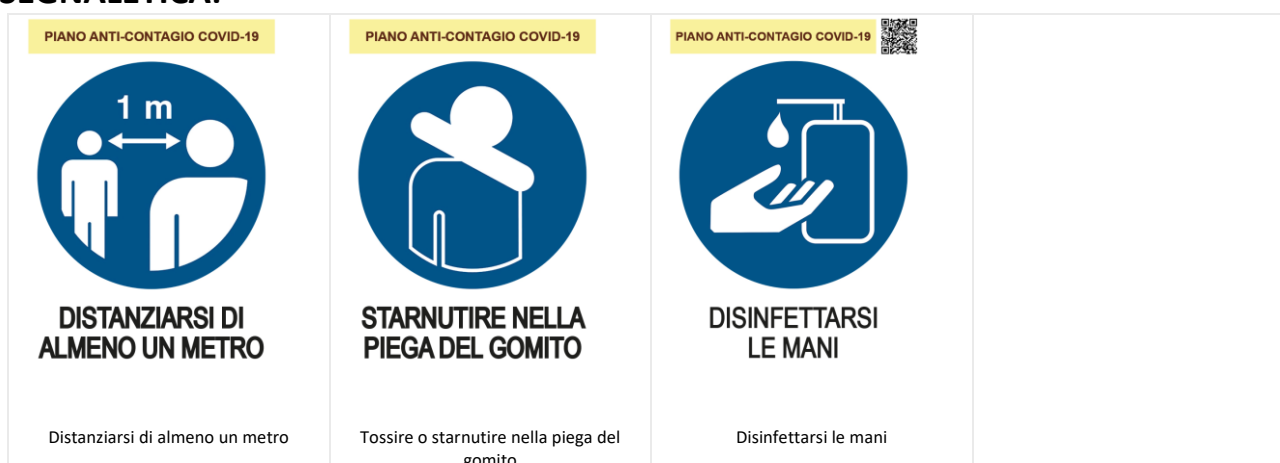 SEGNALETICA:
PIANO ANTI-CONTAGIO COVID-19
1 m
DISTANZIARSI DI
ALMENO UN METRO
Distanziarsi di almeno un metro
PIANO ANTI-CONTAGIO COVID-19
STARNUTIRE NELLA
PIEGA DEL GOMITO
Tossire o starnutire nella piega del
gomito
PIANO ANTI-CONTAGIO COVID-19
DISINFETTARSI
LE MANI
Disinfettarsi le mani